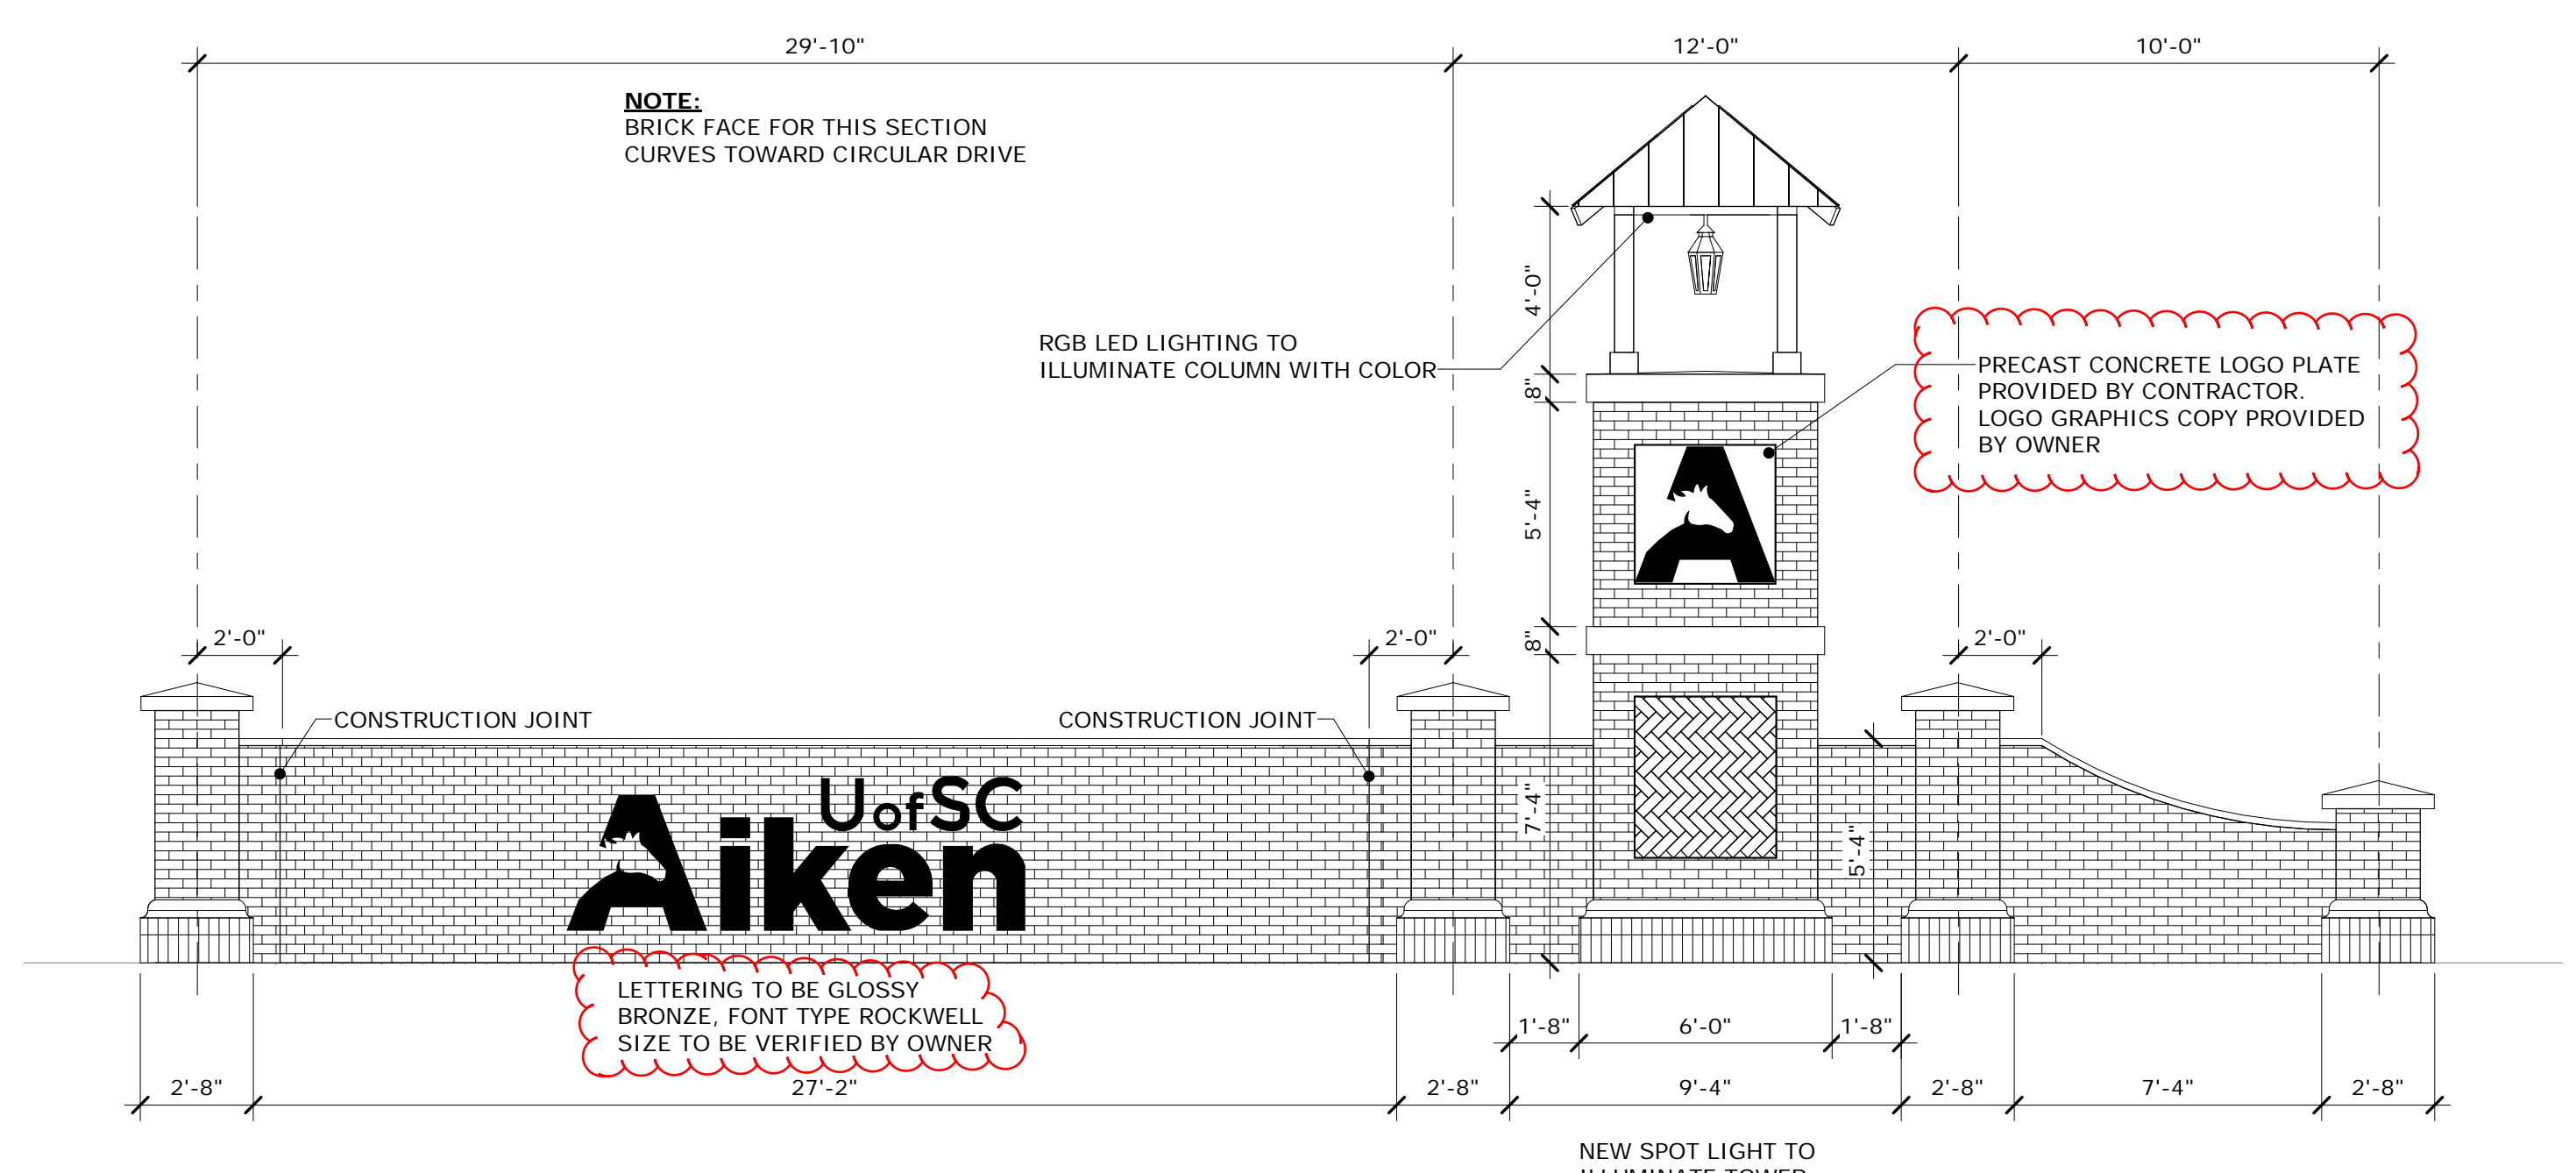 29'-10"
12'-0"
10'-0"
NOTE:
BRICK FACE FOR THIS SECTION
CURVES TOWARD CIRCULAR DRIVE
4'-0"
RGB LED LIGHTING TO
ILLUMINATE COLUMN WITH COLOR
8"
PRECAST CONCRETE LOGO PLATE
PROVIDED BY CONTRACTOR.
LOGO GRAPHICS COPY PROVIDED
BY OWNER
5'-4"
2'-0"
2'-0"
8"
2'-0"
CONSTRUCTION JOINT
CONSTRUCTION JOINT
UofSC
Aiken
7'-4"
5'-4"
LETTERING TO BE GLOSSY
BRONZE, FONT TYPE ROCKWELL
SIZE TO BE VERIFIED BY OWNER
1'-8"
6'-0"
1'-8"
2'-8"
27'-2"
2'-8"
9'-4"
2'-8"
7'-4"
2'-8"
NEW SPOT LIGHT TO
ILLUMINATE TOWER